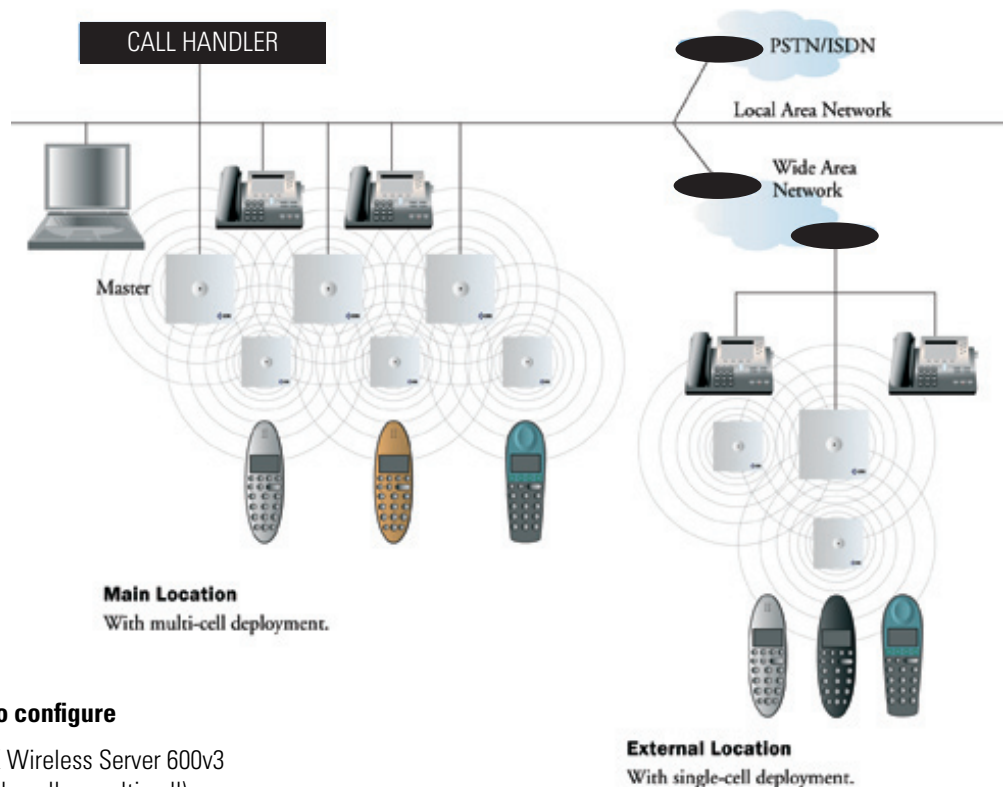 CALL HANDLER
PSTN/ISDN
Local Area Network
Wide Area
Network
Master
Main Location
With multi-cell deployment.
o configure
Wireless Server 600v3
External Location
With single-cell deployment.